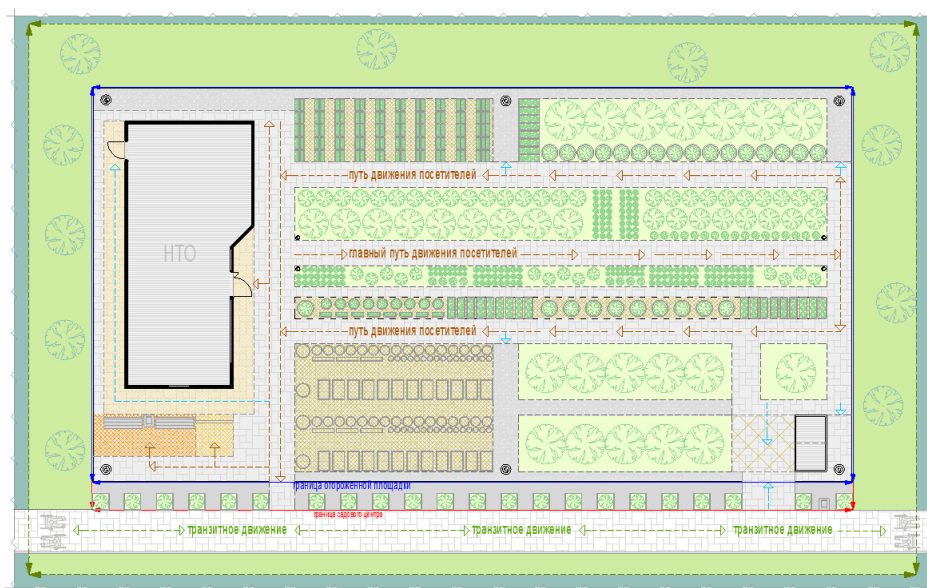 путь движения посетителей
НТО
главный путь движения посетителей
путь движения посетителей
граница огороженной площадки
граница садового центра
транзитное движение
транзитное движение
транзитное движение